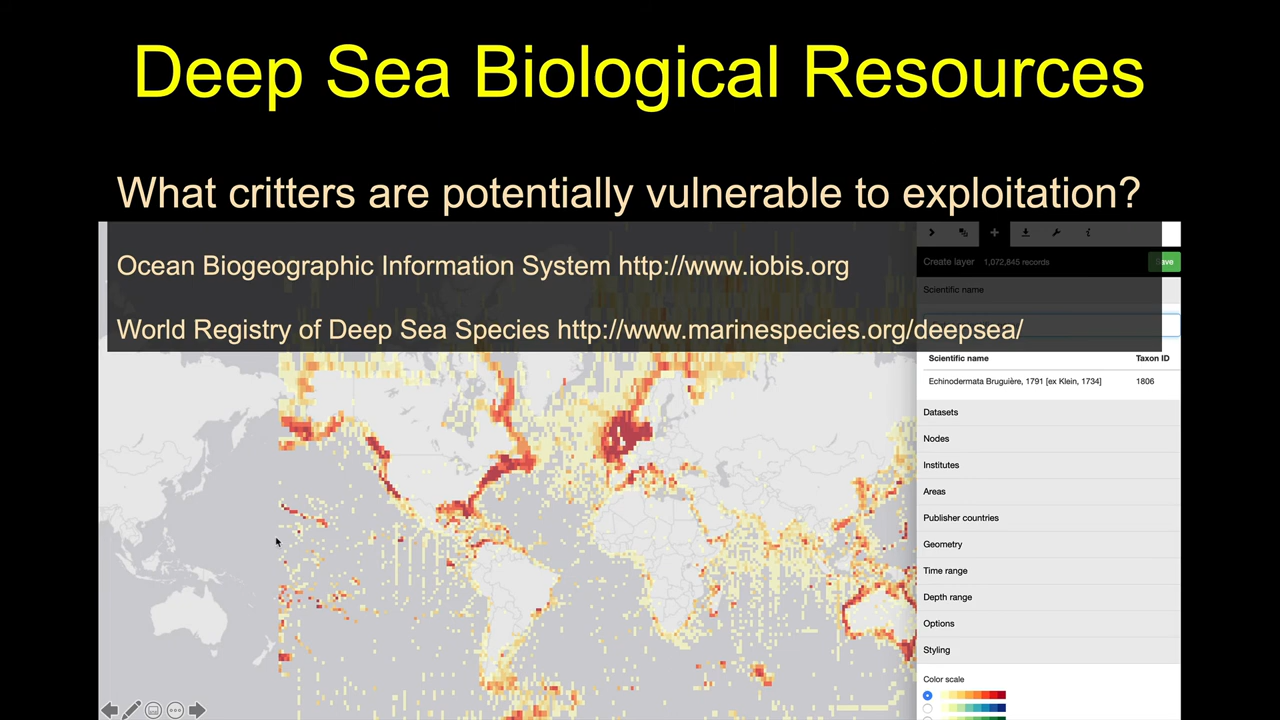 Deep Sea Biological Resources
What critters are potentially vulnerable to exploitation?
Ocean Biogeographic Information System http://www.iobis.org
World Registry of Deep Sea Species http://www.marinespecies.org/deepsea/
Create layer 1,072,845 records ave
Scientific name
Scientific name Taxon ID
Echinodermata Bruguière, 1791 [ex Klein, 1734] 1806
Datasets
Nodes
Institutes
Areas
Publisher countries
Geometry
Time range
Depth range
Options
Styling
Color scale